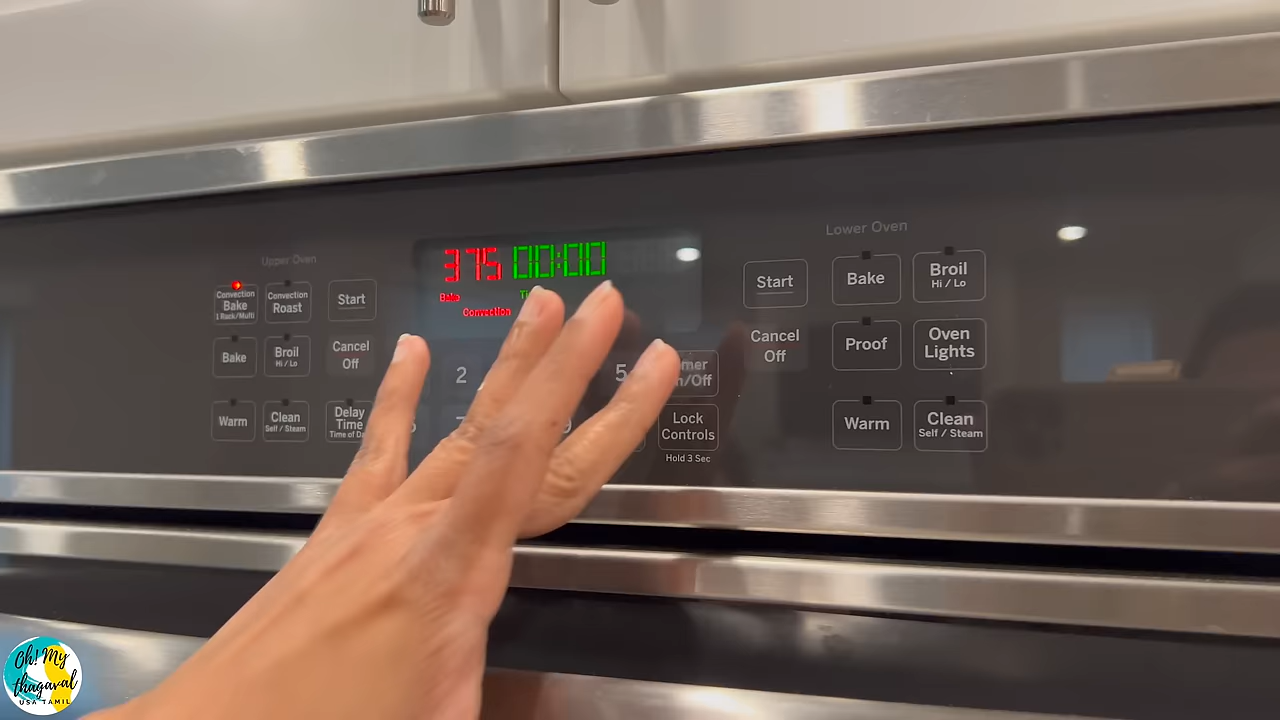 Upper Oven
Convection
Bake
1 Rack/Multi
Convection
Roast
Start
Bake
Broil
Hi / Lo
Cancel
Off
Warm
Clean
Self / Steam
Delay
Time
375 00:00
Bake
Convection
2
5
Lock
Controls
Hold 3 Sec
Lower Oven
Start
Bake
Broil
Hi / Lo
Cancel
Off
Proof
Oven
Lights
Warm
Clean
Self / Steam
Oh! My
thagaval
USA TAMIL